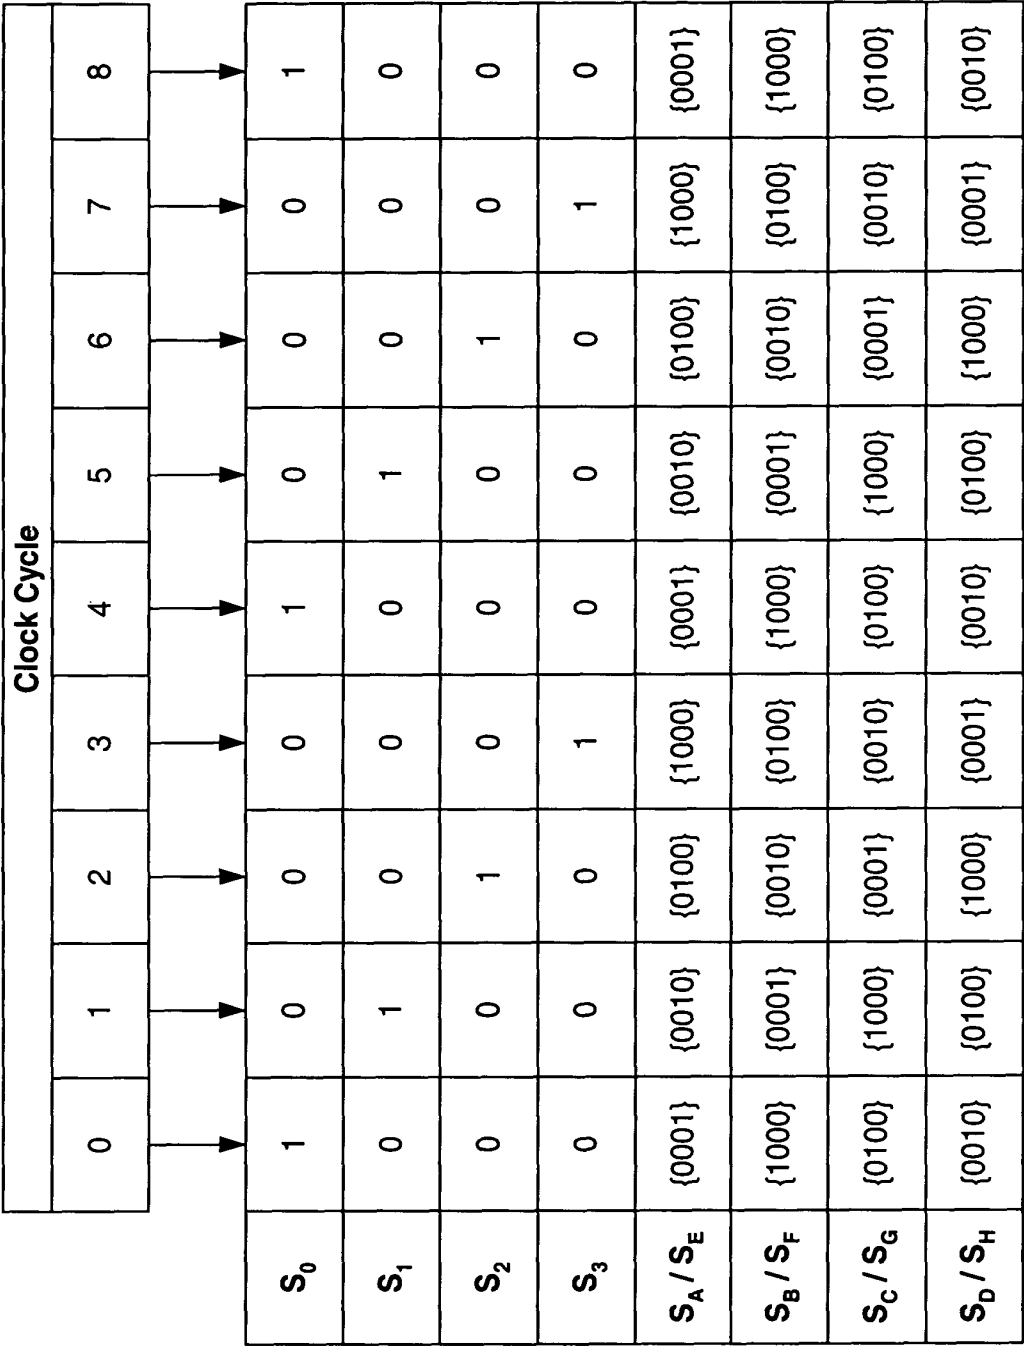 Clock Cycle
0 1 2 3 4 5 6 7 8
S0 1 0 0 0 1 0 0 0 1
S1 0 1 0 0 0 1 0 0 0
S2 0 0 1 0 0 0 1 0 0
S3 0 0 0 1 0 0 0 1 0
SA / SE {0001} {0010} {0100} {1000} {0001} {0010} {0100} {1000} {0001}
SB / SF {1000} {0001} {0010} {0100} {1000} {0001} {0010} {0100} {1000}
SC / SG {0100} {1000} {0001} {0010} {0100} {1000} {0001} {0010} {0100}
SD / SH {0010} {0100} {1000} {0001} {0010} {0100} {1000} {0001} {0010}